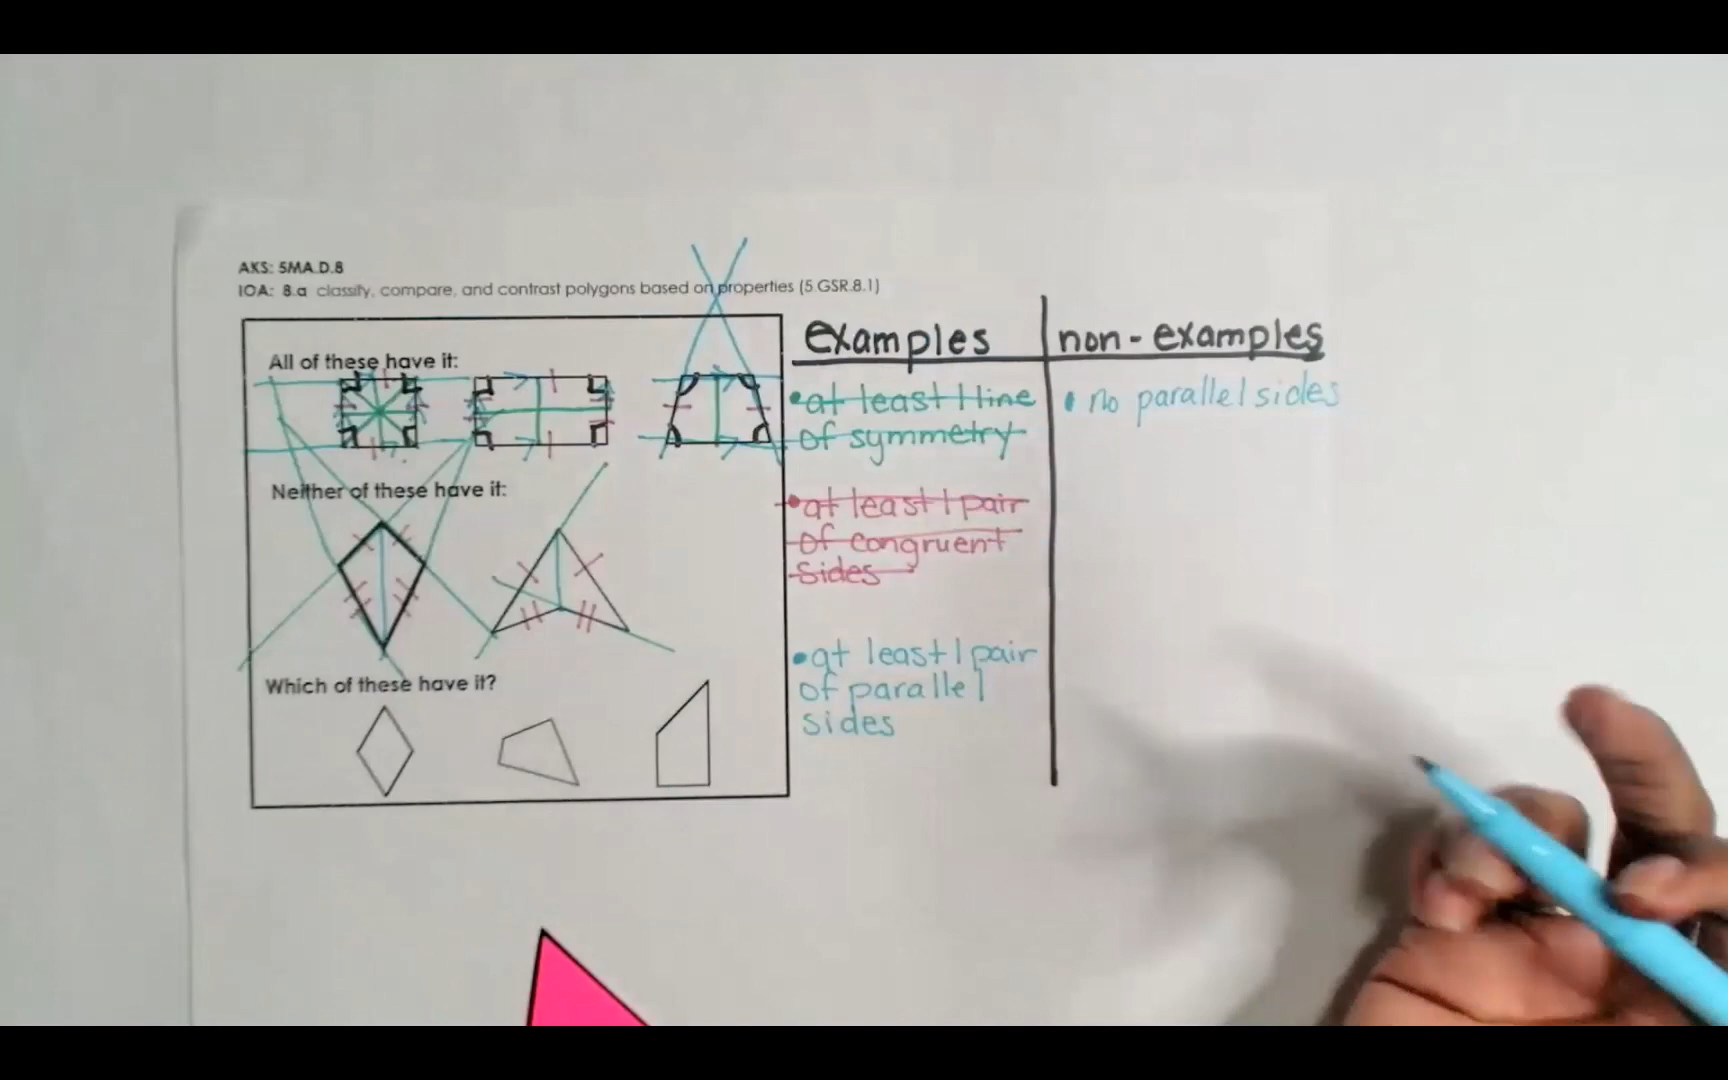 AKS: 5MA.D.8
IOA: 8.a classify, compare, and contrast polygons based on properties (5.GSR.8.1)
All of these have it:
Neither of these have it:
Which of these have it?
examples
• at least 1 line
of symmetry
• at least 1 pair
of congruent
sides
• at least 1 pair
of parallel
sides
non-examples
• no parallel sides